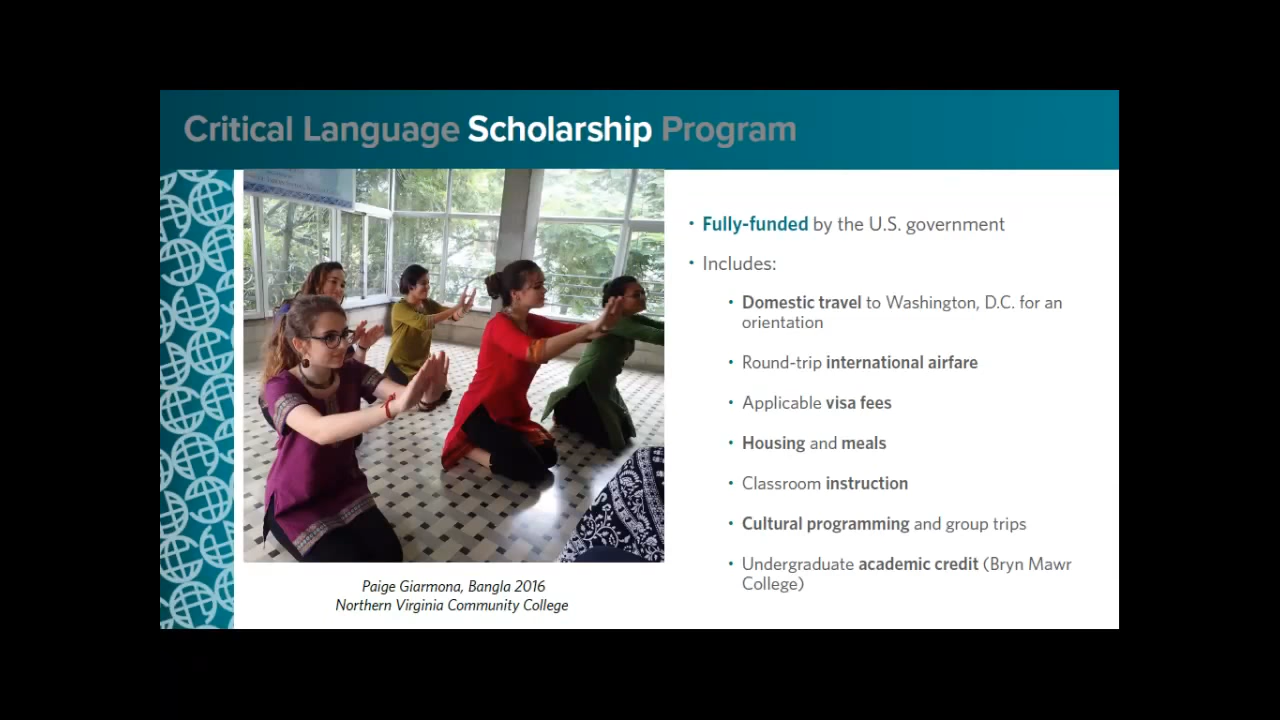 Critical Language Scholarship Program
• Fully-funded by the U.S. government
• Includes:
• Domestic travel to Washington, D.C. for an
orientation
• Round-trip international airfare
• Applicable visa fees
• Housing and meals
• Classroom instruction
• Cultural programming and group trips
• Undergraduate academic credit (Bryn Mawr
College)
Paige Giarmona, Bangla 2016
Northern Virginia Community College